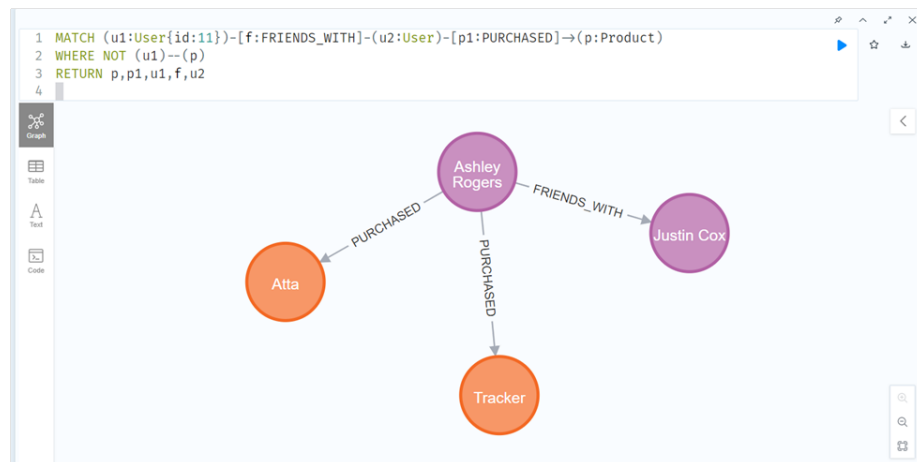 1 MATCH (u1:User{id:11})-[f:FRIENDS_WITH]-(u2:User)-[p1:PURCHASED]→(p:Product)
2 WHERE NOT (u1)--(p)
3 RETURN p,p1,u1,f,u2
4
Graph
Table
A
Text
Code
Ashley
Rogers
FRIENDS_WITH
Justin Cox
PURCHASED
PURCHASED
Atta
Tracker